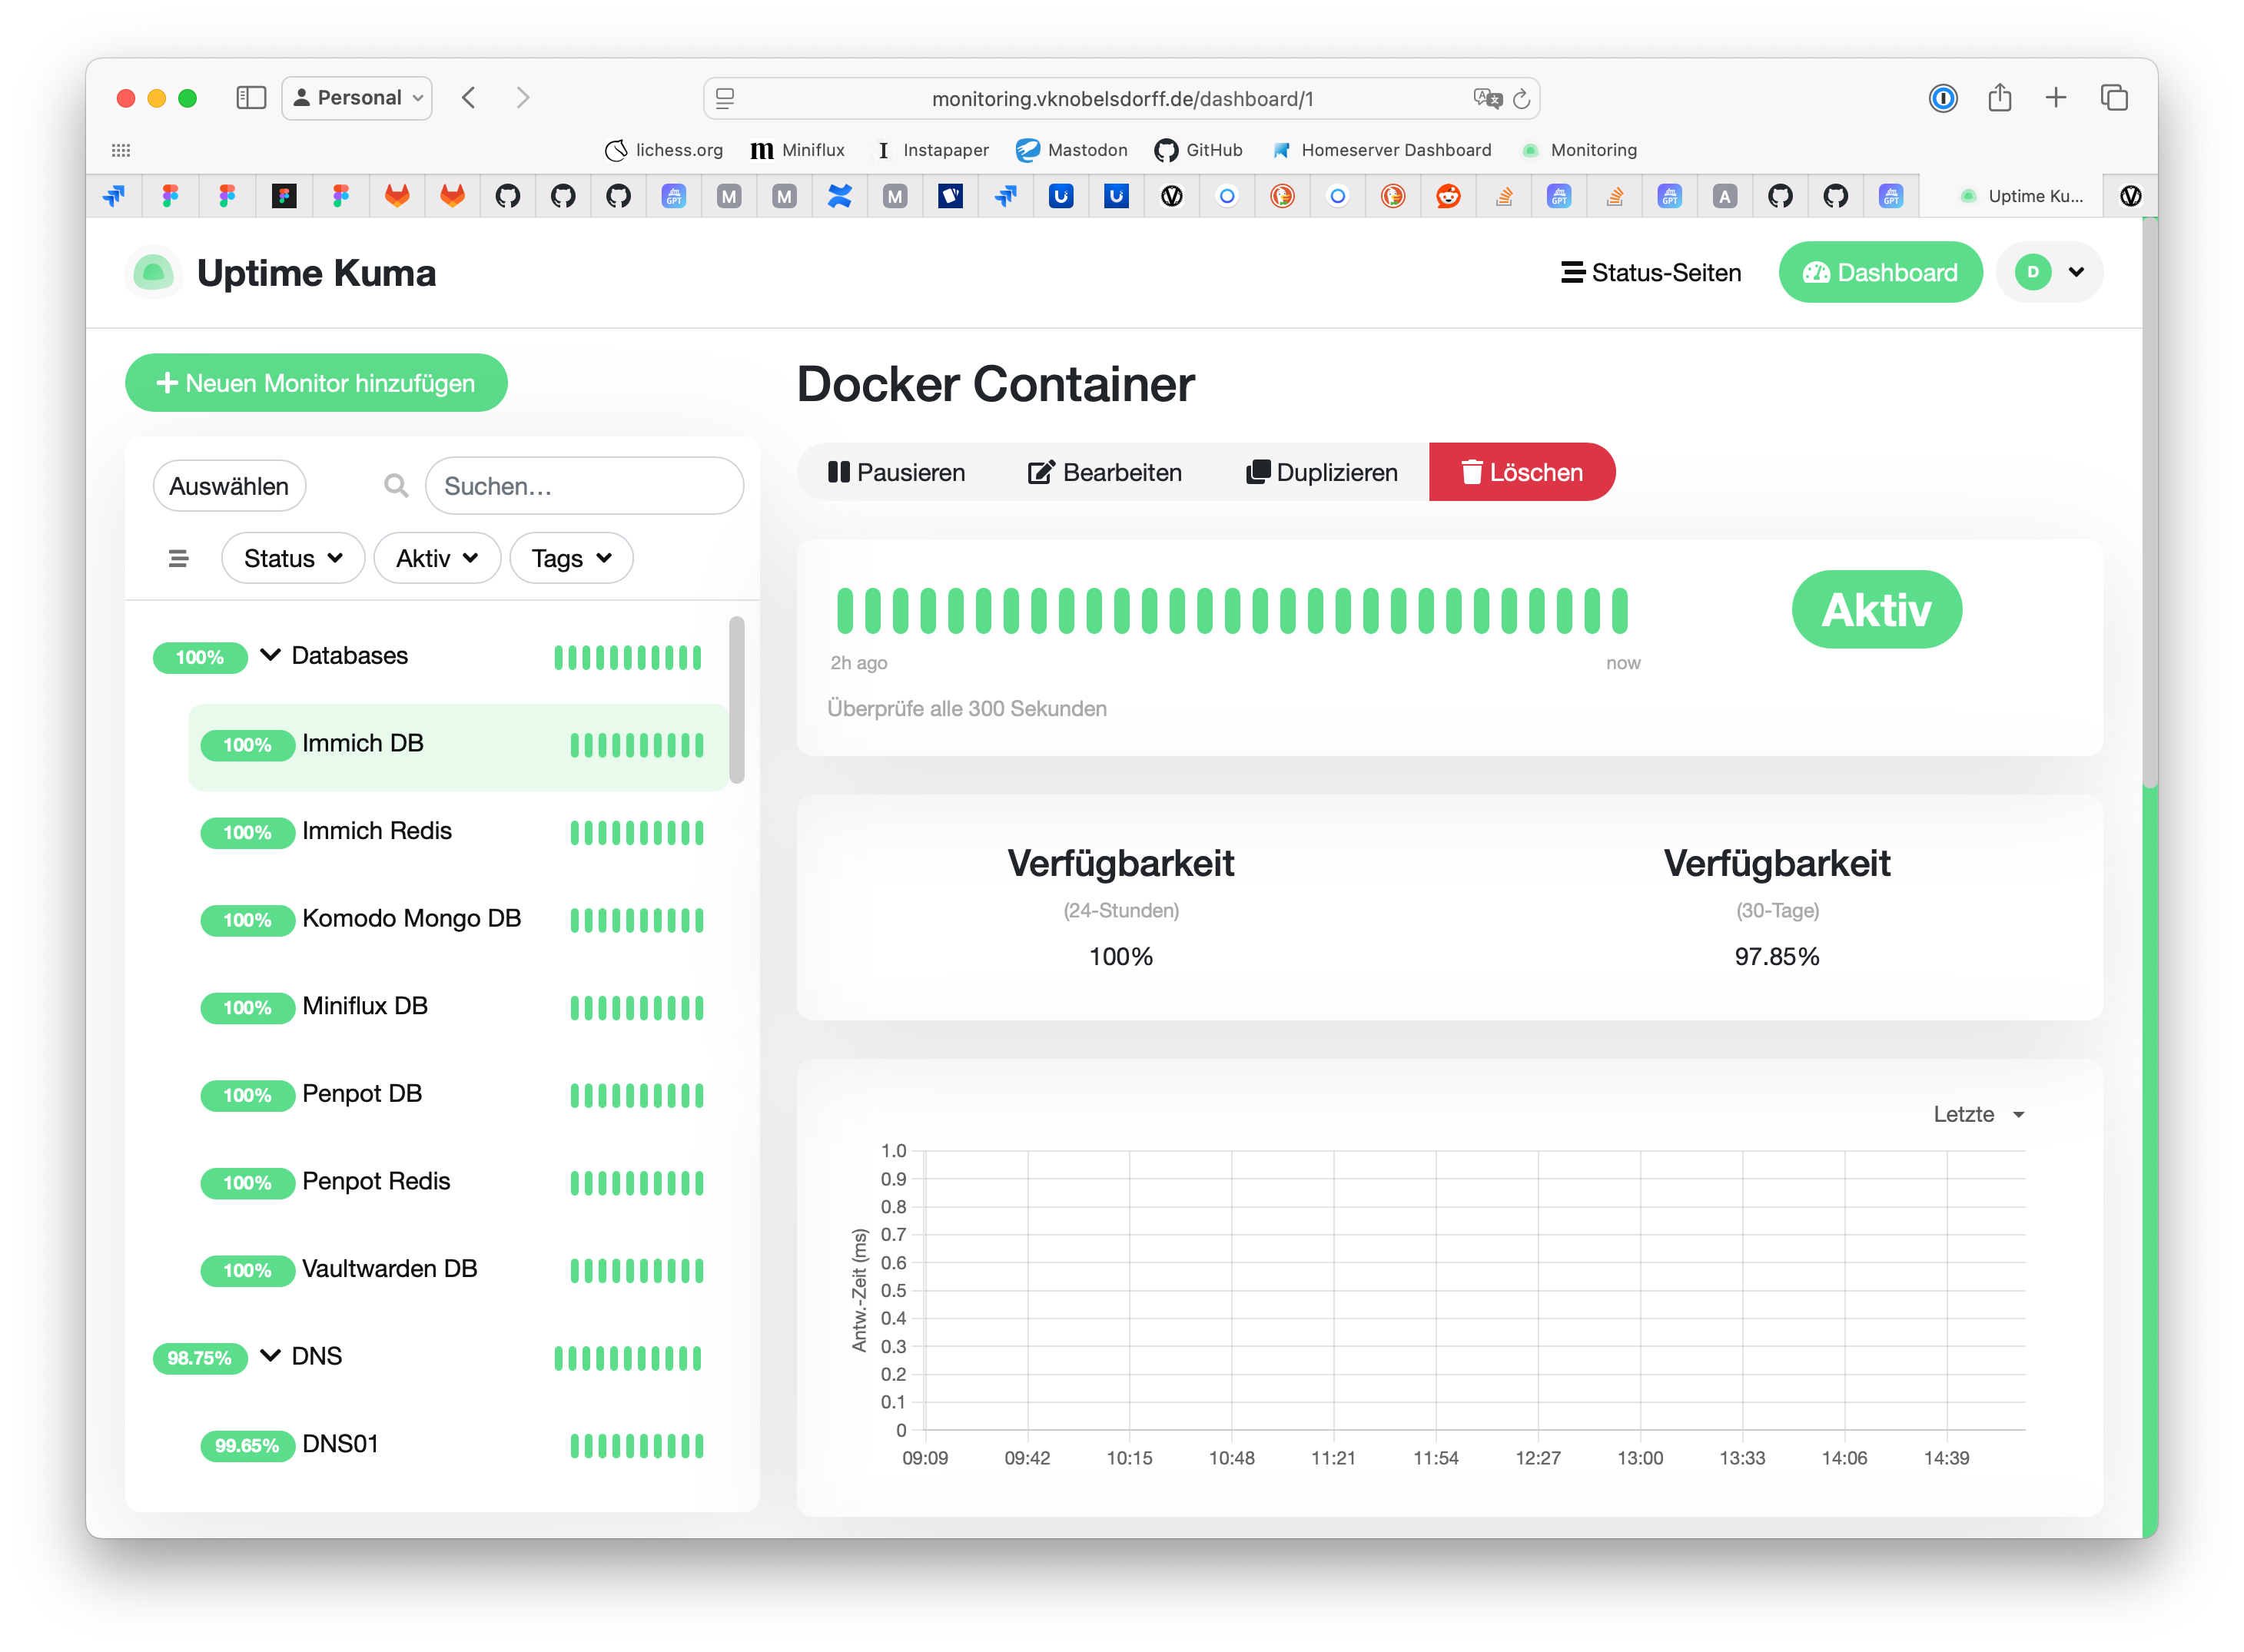 Personal
monitoring.vknobelsdorff.de/dashboard/1
lichess.org
m Miniflux
I Instapaper
Mastodon
GitHub
Homeserver Dashboard
Monitoring
Uptime Ku...
Uptime Kuma
Status-Seiten
Dashboard
D
Neuen Monitor hinzufügen
Auswählen
Suchen...
Status
Aktiv
Tags
100% Databases
100% Immich DB
100% Immich Redis
100% Komodo Mongo DB
100% Miniflux DB
100% Penpot DB
100% Penpot Redis
100% Vaultwarden DB
98.75% DNS
99.65% DNS01
Docker Container
Pausieren
Bearbeiten
Duplizieren
Löschen
Aktiv
2h ago
now
Überprüfe alle 300 Sekunden
Verfügbarkeit
(24-Stunden)
100%
Verfügbarkeit
(30-Tage)
97.85%
Letzte
Antw.-Zeit (ms)
1.0
0.9
0.8
0.7
0.6
0.5
0.4
0.3
0.2
0.1
0
09:09 09:42 10:15 10:48 11:21 11:54 12:27 13:00 13:33 14:06 14:39